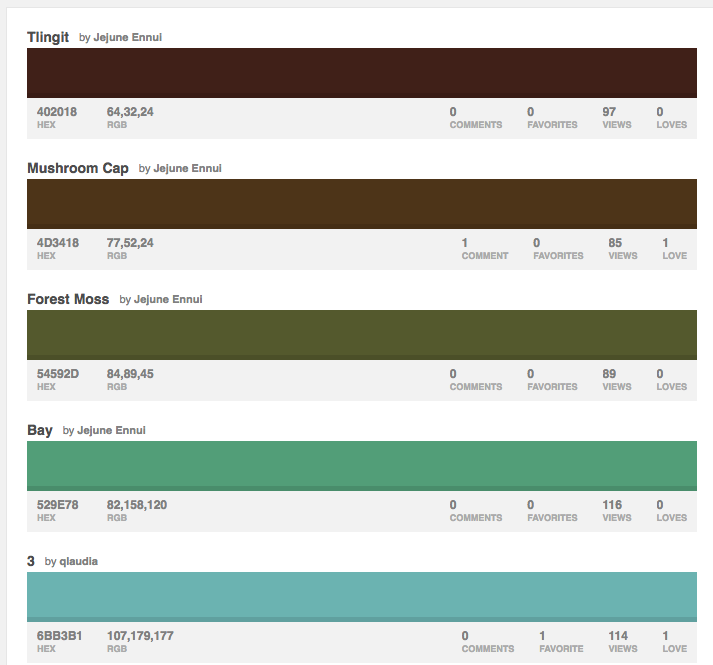 Tlingit by Jejune Ennui
402018 64,32,24 0 0 97 0
HEX RGB COMMENTS FAVORITES VIEWS LOVES
Mushroom Cap by Jejune Ennui
4D3418 77,52,24 1 0 85 1
HEX RGB COMMENT FAVORITES VIEWS LOVE
Forest Moss by Jejune Ennui
54592D 84,89,45 0 0 89 0
HEX RGB COMMENTS FAVORITES VIEWS LOVES
Bay by Jejune Ennui
529E78 82,158,120 0 0 116 0
HEX RGB COMMENTS FAVORITES VIEWS LOVES
3 by qlaudia
6BB3B1 107,179,177 0 1 114 1
HEX RGB COMMENTS FAVORITE VIEWS LOVE